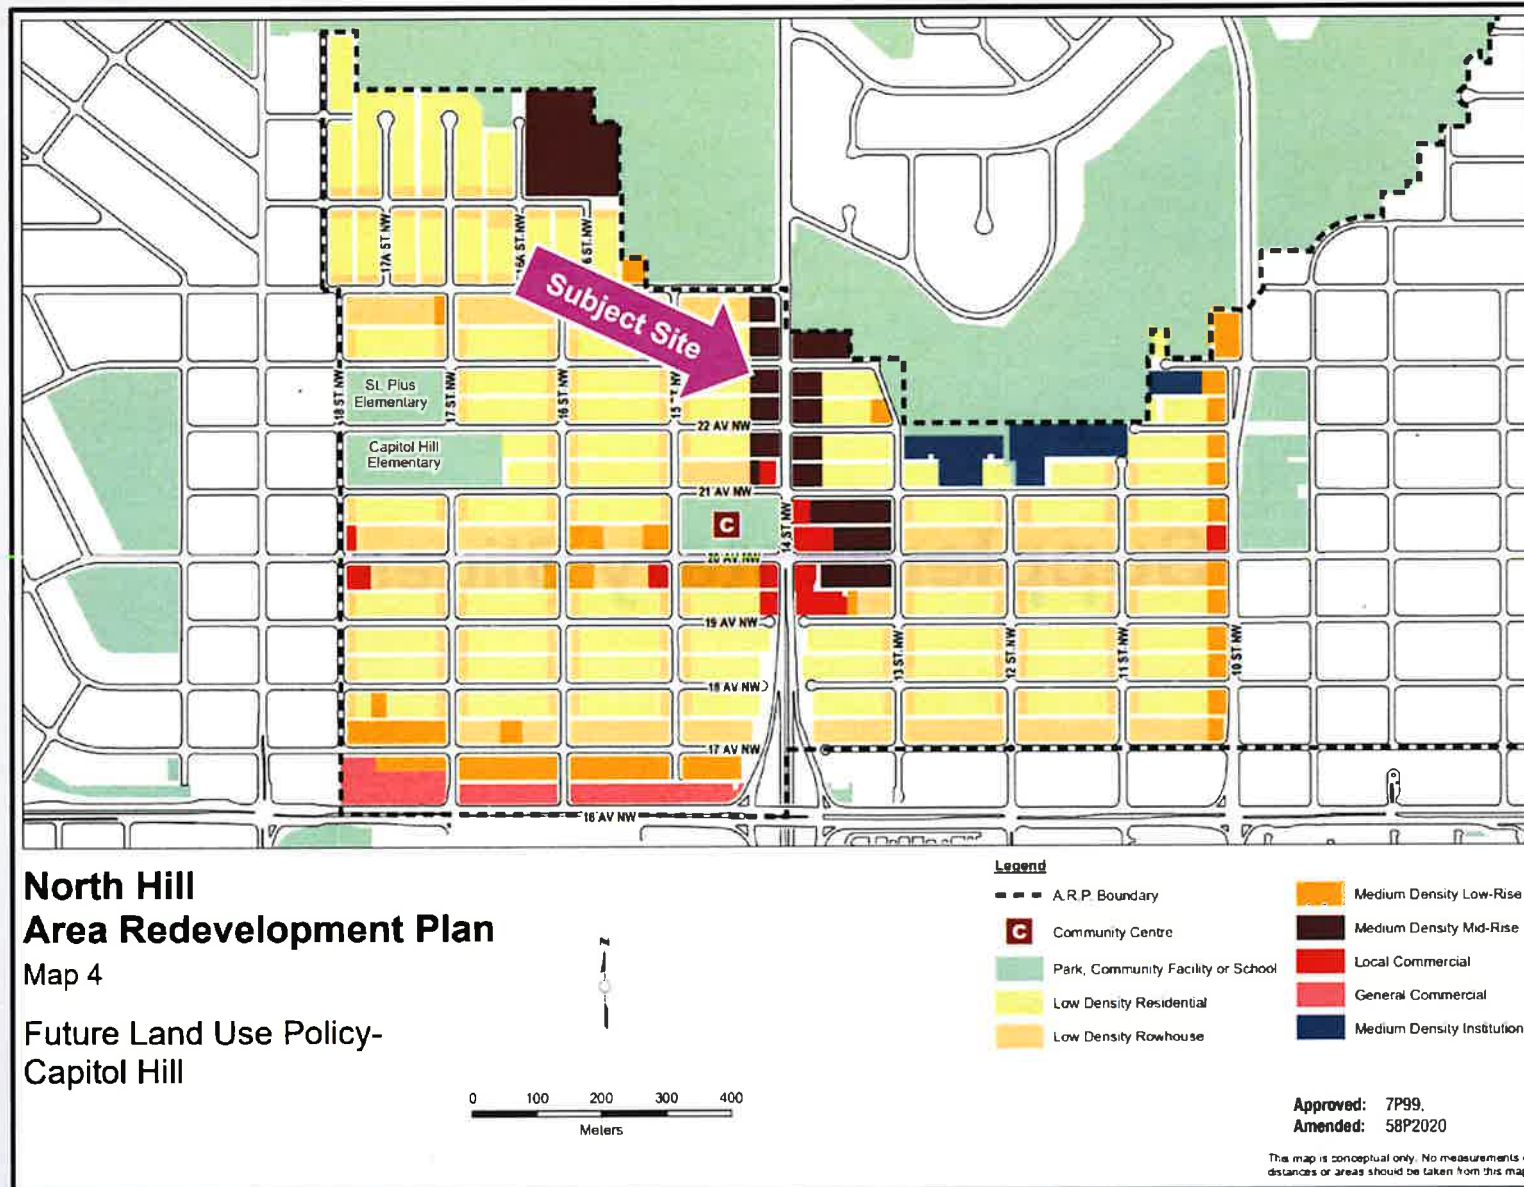 17A ST NW
16A ST. NW
6 ST. NW
Subject Site
18 ST NW
St. Pius
Elementary
17 ST. NW
16 ST. NW
15 ST NW
22 AV NW
Capitol Hill
Elementary
21 AV NW
C
14 ST. NW
20 AV NW
19 AV NW
13 ST. NW
12 ST. NW
11 ST. NW
10 ST. NW
18 AV NW
17 AV NW
16 AV NW
North Hill
Area Redevelopment Plan
Map 4
Future Land Use Policy-
Capitol Hill
N
0 100 200 300 400
Meters
Legend
A.R.P. Boundary
C Community Centre
Park, Community Facility or School
Low Density Residential
Low Density Rowhouse
Medium Density Low-Rise
Medium Density Mid-Rise
Local Commercial
General Commercial
Medium Density Institution
Approved: 7P99,
Amended: 58P2020
This map is conceptual only. No measurements
distances or areas should be taken from this map